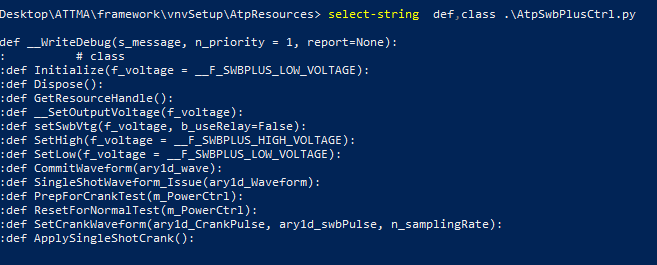 Desktop\ATTMA\framework\vnvSetup\AtpResources> select-string  def,class .\AtpSwbPlusCtrl.py
def __WriteDebug(s_message, n_priority = 1, report=None):
:        # class
:def Initialize(f_voltage = __F_SWBPLUS_LOW_VOLTAGE):
:def Dispose():
:def GetResourceHandle():
:def __SetOutputVoltage(f_voltage):
:def setSwbVtg(f_voltage, b_useRelay=False):
:def SetHigh(f_voltage = __F_SWBPLUS_HIGH_VOLTAGE):
:def SetLow(f_voltage = __F_SWBPLUS_LOW_VOLTAGE):
:def CommitWaveform(ary1d_wave):
:def SingleShotWaveform_Issue(ary1d_Waveform):
:def PrepForCrankTest(m_PowerCtrl):
:def ResetForNormalTest(m_PowerCtrl):
:def SetCrankWaveform(ary1d_CrankPulse, ary1d_swbPulse, n_samplingRate):
:def ApplySingleShotCrank():